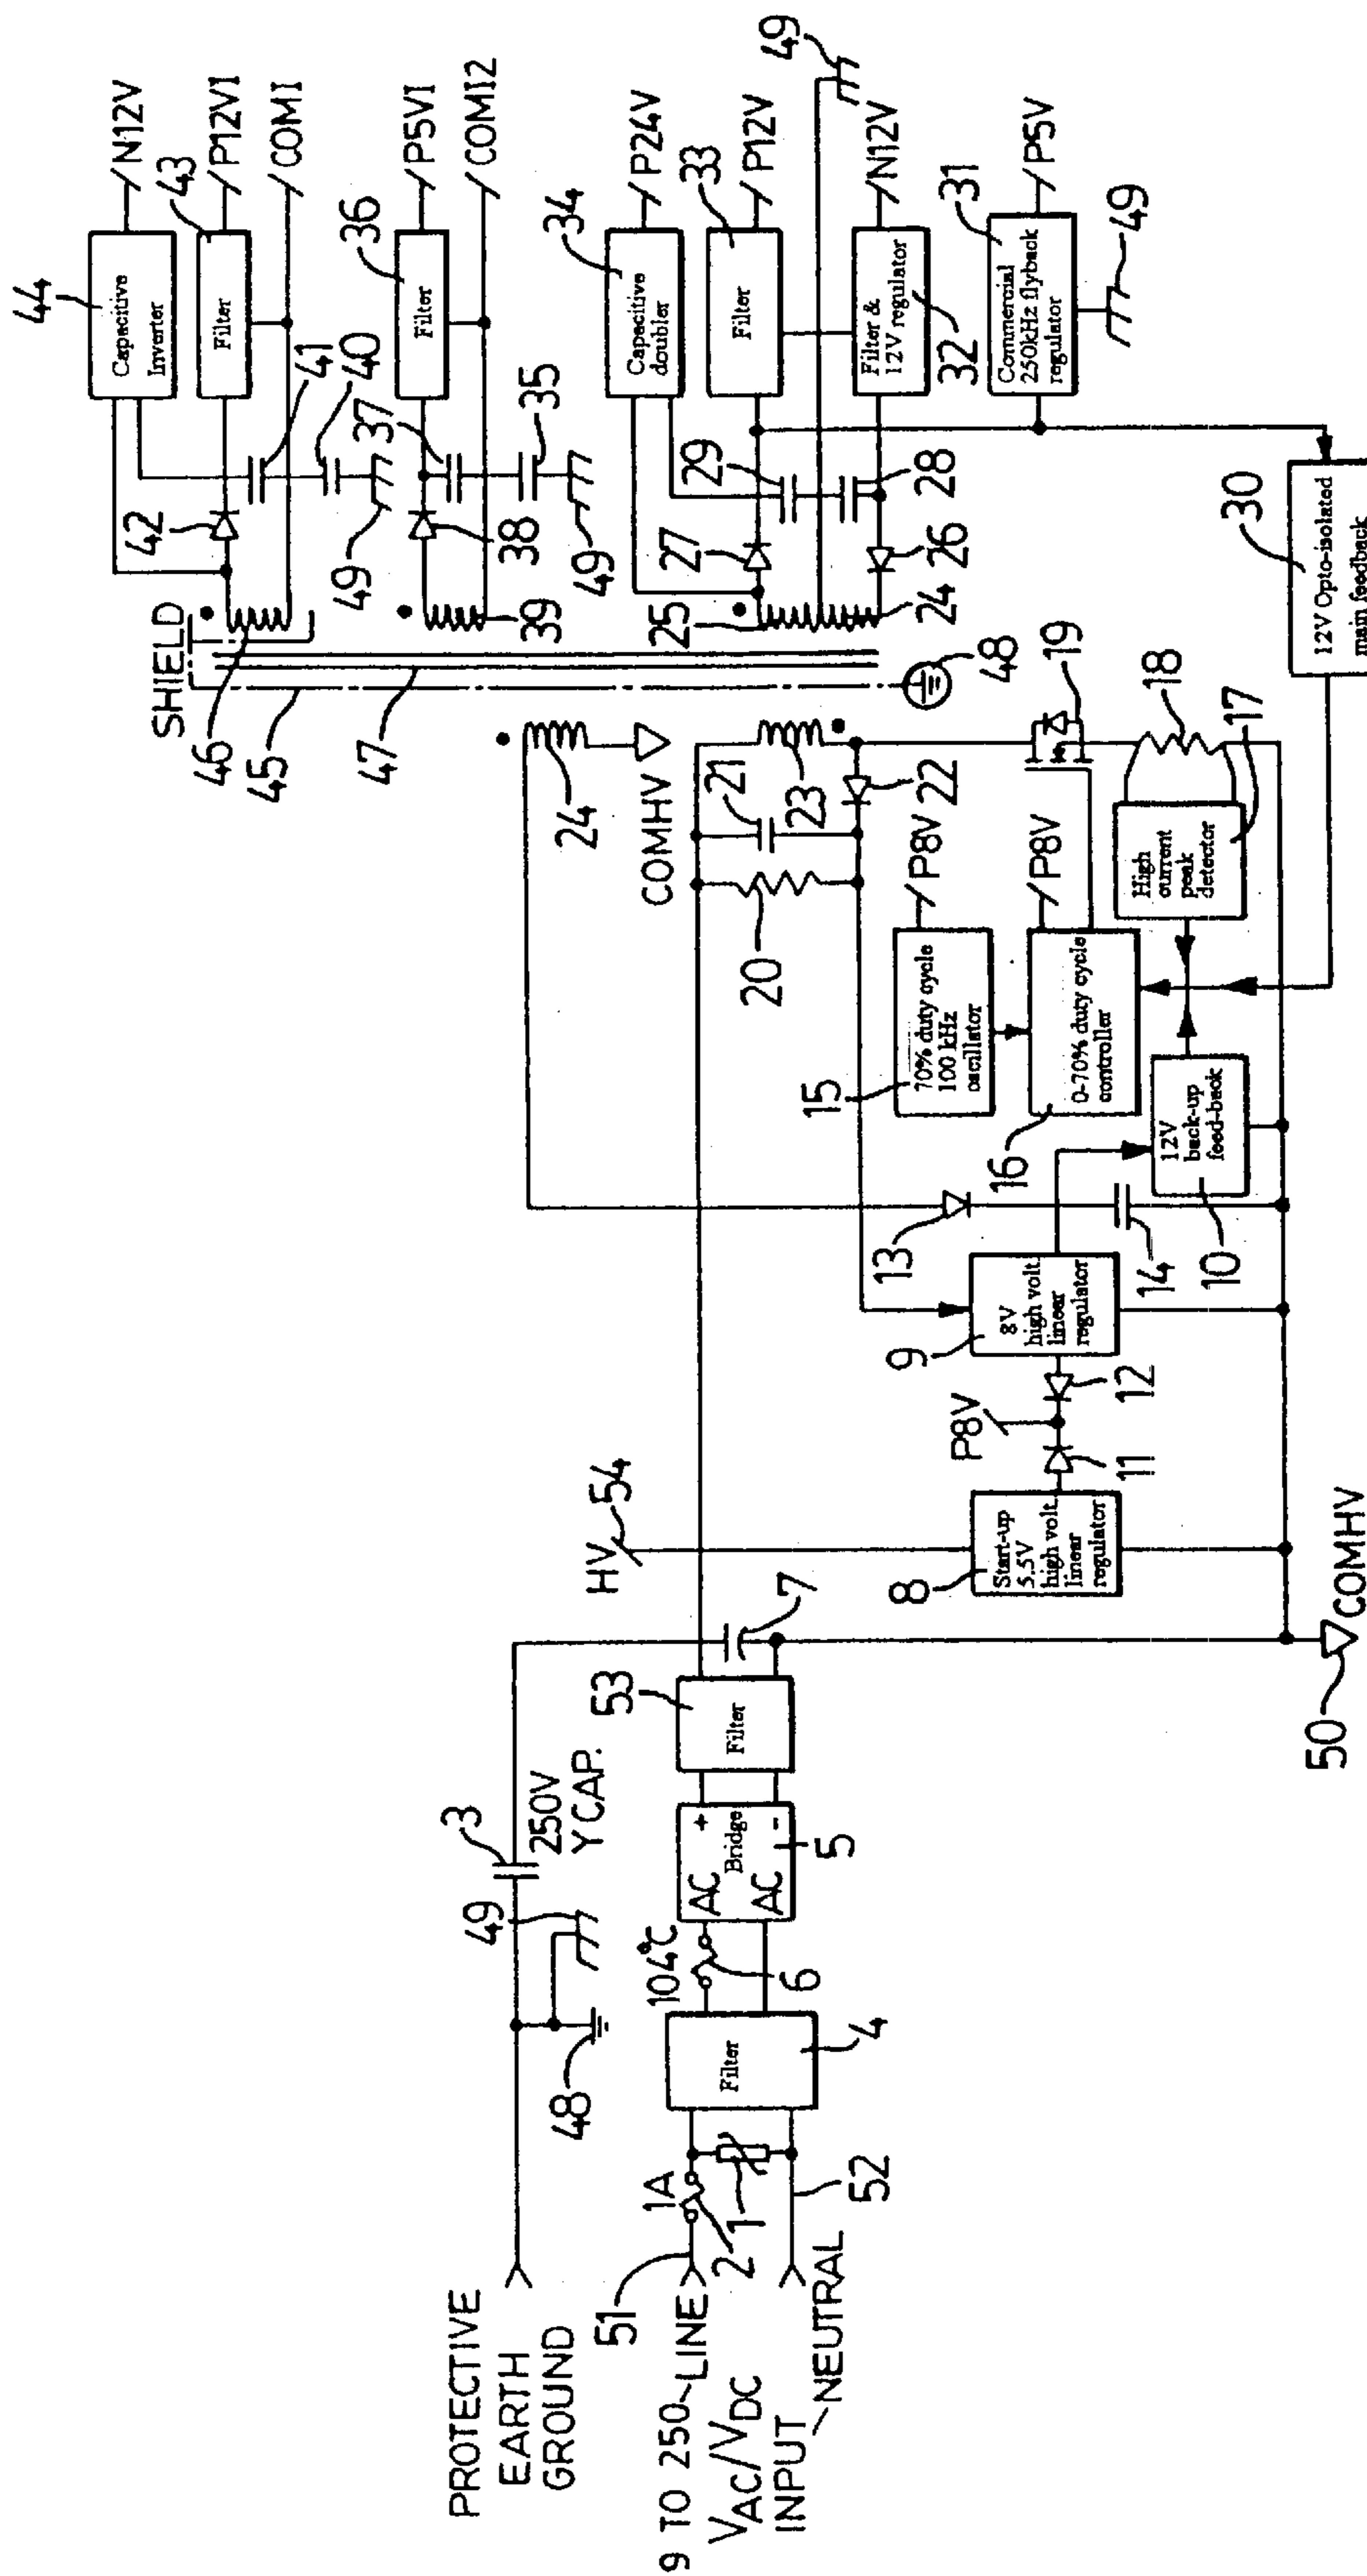 PROTECTIVE
EARTH
GROUND
9 TO 250
VAC/VDC
INPUT
LINE
NEUTRAL
51
52
1A
2
1
48
49
3
250V
Y CAP.
Filter
4
104°C
6
AC
AC
+
-
Bridge
5
Filter
53
7
HV
54
Start-up
5.5V
high volt.
linear
regulator
8
50
COMHV
11
P8V
12
8V
high volt.
linear
regulator
9
13
14
12V
back-up
feed-back
10
70% duty cycle
100 kHz
oscillator
15
P8V
0-70% duty cycle
controller
16
P8V
High
current
peak
detector
17
18
19
20
21
22
23
24
COMHV
SHIELD
46
45
47
48
44
Capacitive
Inverter
N12V
43
Filter
P12VI
COMI
42
41
40
49
36
Filter
P5VI
COMI2
37
38
39
35
49
34
Capacitive
doubler
P24V
33
Filter
P12V
49
Filter &
12V regulator
N12V
32
31
Commercial
250kHz flyback
regulator
P5V
49
25
27
29
28
26
24
30
12V Opto-isolated
main feedback